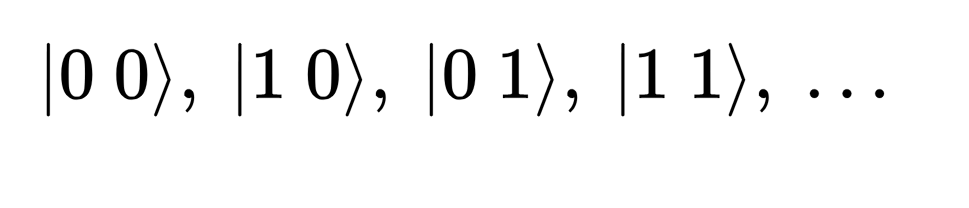 |0 0⟩, |1 0⟩, |0 1⟩, |1 1⟩, …